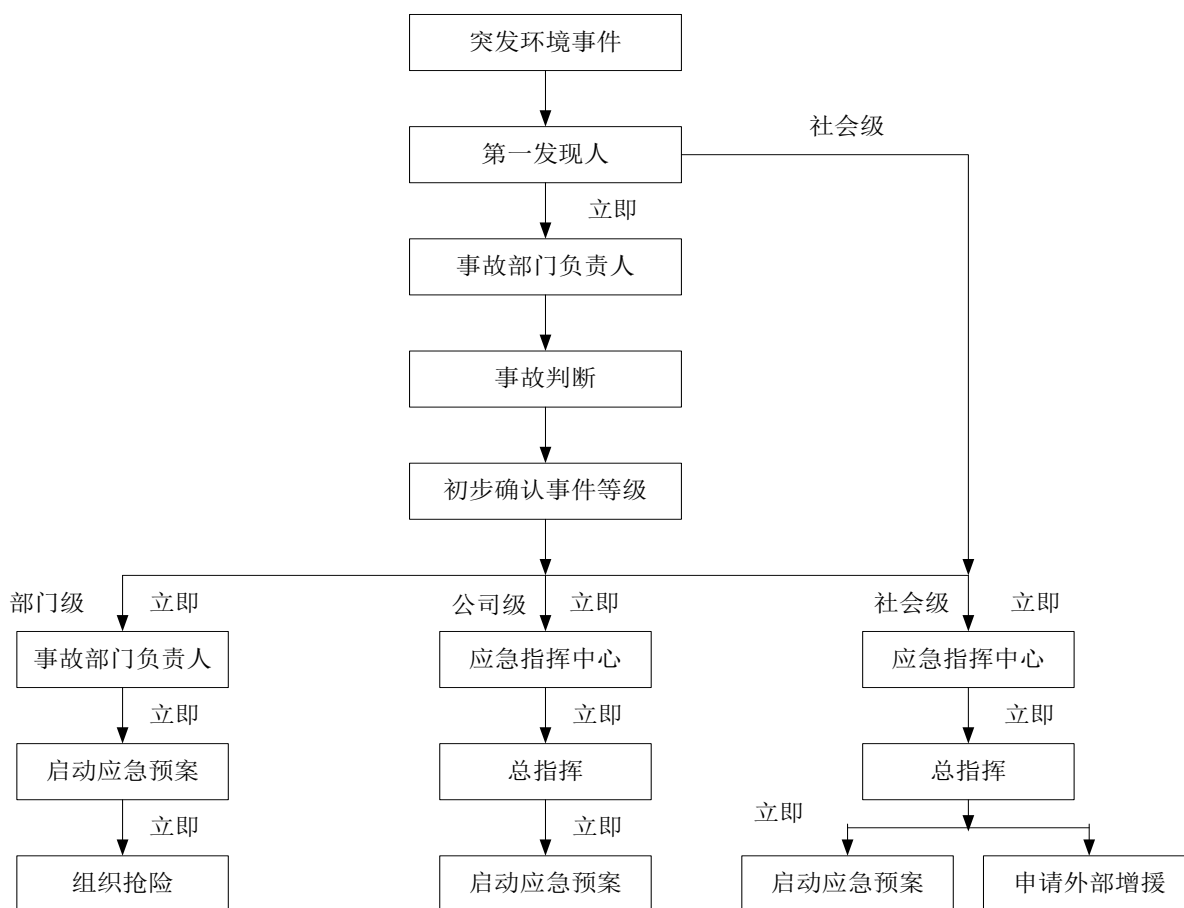 突发环境事件
社会级
第一发现人
立即
事故部门负责人
事故判断
初步确认事件等级
部门级 立即 公司级 立即 社会级 立即
事故部门负责人 应急指挥中心 应急指挥中心
立即 立即 立即
启动应急预案 总指挥 总指挥
立即 立即 立即
组织抢险 启动应急预案 启动应急预案 申请外部增援